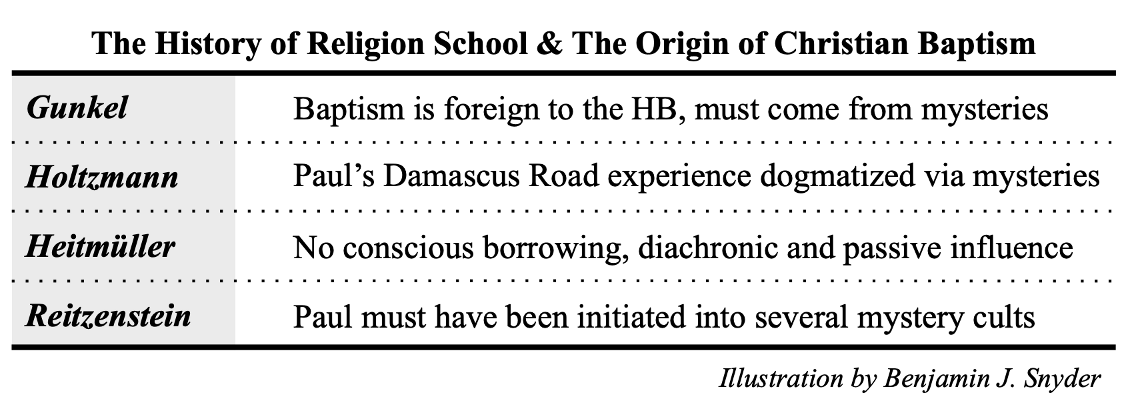 The History of Religion School & The Origin of Christian Baptism
Gunkel Baptism is foreign to the HB, must come from mysteries
Holtzmann Paul’s Damascus Road experience dogmatized via mysteries
Heitmüller No conscious borrowing, diachronic and passive influence
Reitzenstein Paul must have been initiated into several mystery cults
Illustration by Benjamin J. Snyder